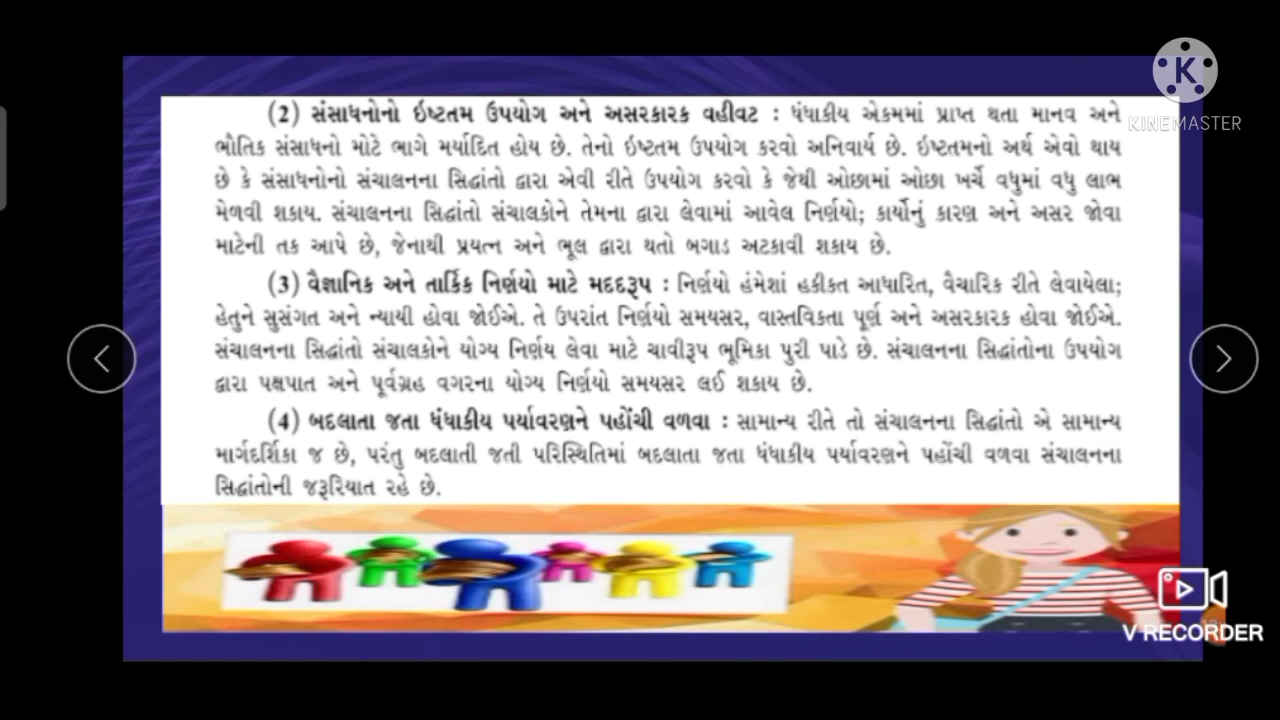 (2) સંસાધનોનો ઇષ્ટતમ ઉપયોગ અને અસરકારક વહીવટ : ધંધાકીય એકમમાં પ્રાપ્ત થતા માનવ અને
ભૌતિક સંસાધનો મોટે ભાગે મર્યાદિત હોય છે. તેનો ઇષ્ટતમ ઉપયોગ કરવો અનિવાર્ય છે. ઇષ્ટતમનો અર્થ એવો થાય
છે કે સંસાધનોનો સંચાલનના સિદ્ધાંતો દ્વારા એવી રીતે ઉપયોગ કરવો કે જેથી ઓછામાં ઓછા ખર્ચે વધુમાં વધુ લાભ
મેળવી શકાય. સંચાલનના સિદ્ધાંતો સંચાલકોને તેમના દ્વારા લેવામાં આવેલ નિર્ણયો; કાર્યોનું કારણ અને અસર જોવા
માટેની તક આપે છે, જેનાથી પ્રયત્ન અને ભૂલ દ્વારા થતો બગાડ અટકાવી શકાય છે.
(3) વૈજ્ઞાનિક અને તાર્કિક નિર્ણયો માટે મદદરૂપ : નિર્ણયો હંમેશાં હકીકત આધારિત, વૈચારિક રીતે લેવાયેલા;
હેતુને સુસંગત અને ન્યાયી હોવા જોઈએ. તે ઉપરાંત નિર્ણયો સમયસર, વાસ્તવિકતા પૂર્ણ અને અસરકારક હોવા જોઈએ.
સંચાલનના સિદ્ધાંતો સંચાલકોને યોગ્ય નિર્ણય લેવા માટે ચાવીરૂપ ભૂમિકા પુરી પાડે છે. સંચાલનના સિદ્ધાંતોના ઉપયોગ
દ્વારા પક્ષપાત અને પૂર્વગ્રહ વગરના યોગ્ય નિર્ણયો સમયસર લઈ શકાય છે.
(4) બદલાતા જતા ધંધાકીય પર્યાવરણને પહોંચી વળવા : સામાન્ય રીતે તો સંચાલનના સિદ્ધાંતો એ સામાન્ય
માર્ગદર્શિકા જ છે, પરંતુ બદલાતી જતી પરિસ્થિતિમાં બદલાતા જતા ધંધાકીય પર્યાવરણને પહોંચી વળવા સંચાલનના
સિદ્ધાંતોની જરૂરિયાત રહે છે.
K
KINEMASTER
V RECORDER